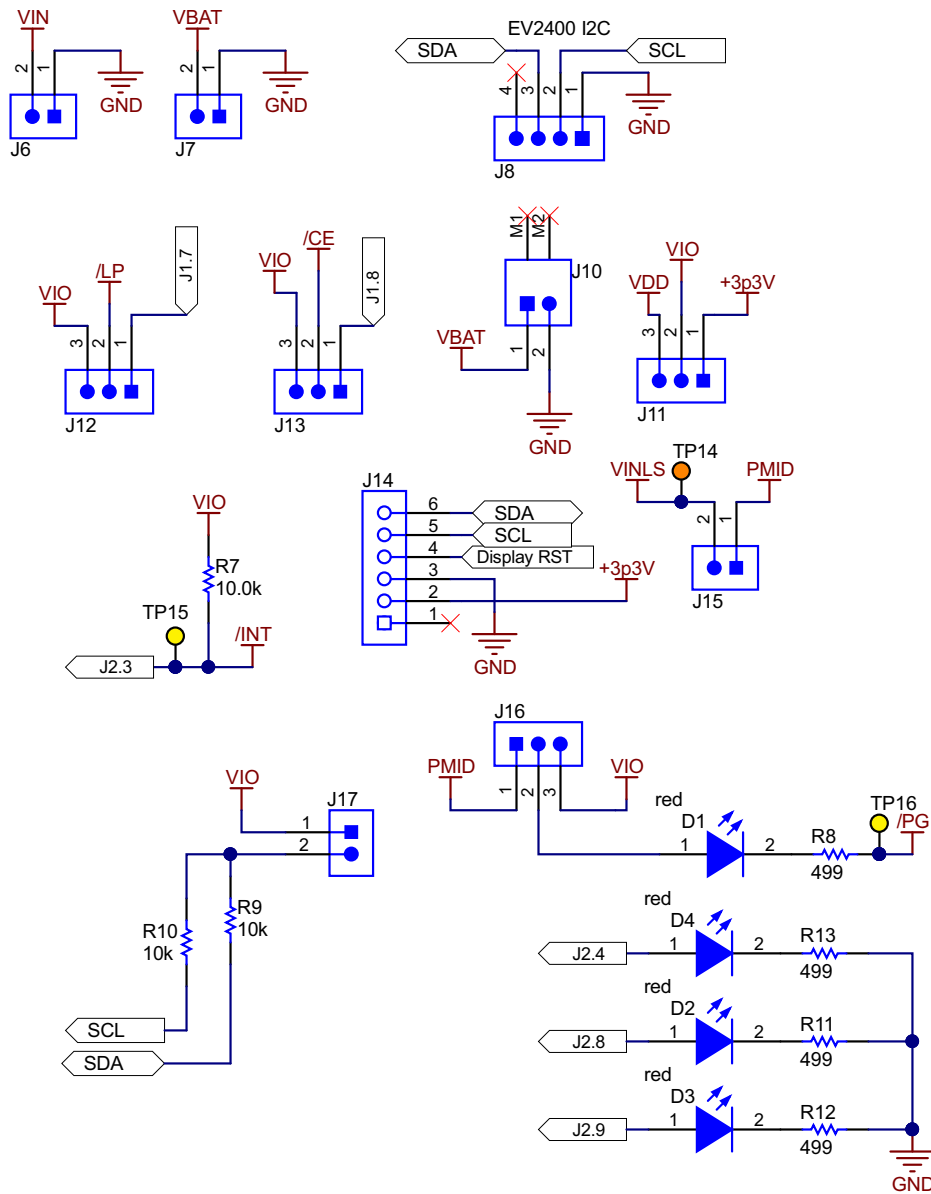 VIN
2
1
GND
J6
VBAT
2
1
GND
J7
EV2400 I2C
SDA
SCL
4
3
2
1
GND
J8
VIO
/LP
J1.7
3
2
1
J12
VIO
/CE
J1.8
3
2
1
J13
M1
M2
J10
VBAT
1
2
GND
VDD
VIO
+3p3V
3
2
1
J11
VIO
R7
10.0k
TP15
/INT
J2.3
J14
6
SDA
5
SCL
4
Display RST
3
+3p3V
2
1
GND
TP14
VINLS
PMID
2
1
J15
J16
PMID
VIO
1
2
3
VIO
J17
1
2
R9
10k
R10
10k
SCL
SDA
red
D1
1
2
R8
499
TP16
/PG
red
D4
J2.4
1
2
R13
499
red
D2
J2.8
1
2
R11
499
red
D3
J2.9
1
2
R12
499
GND